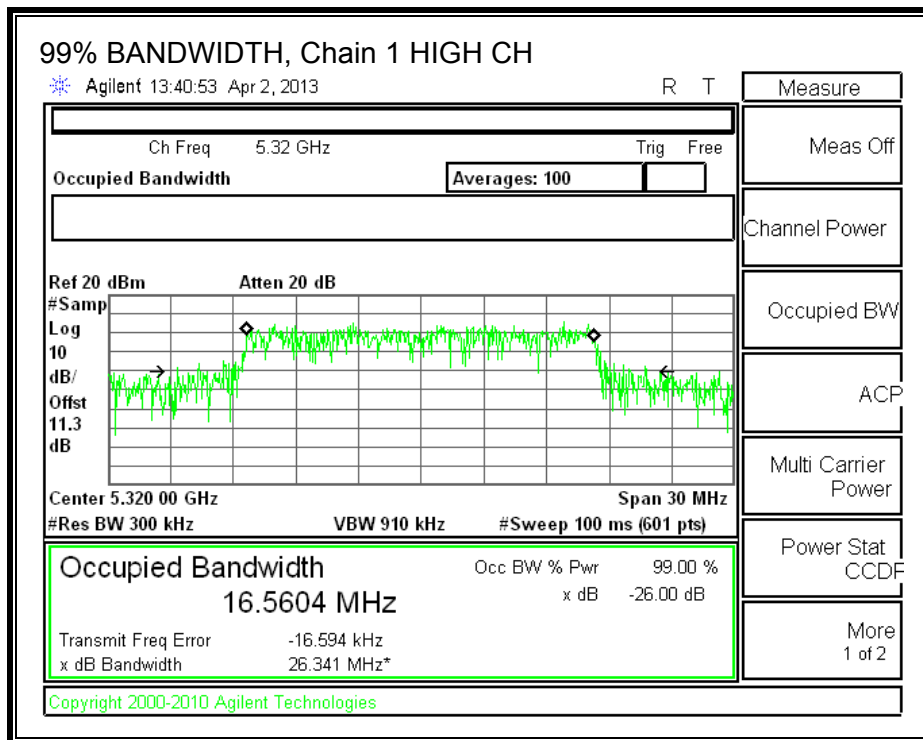 99% BANDWIDTH, Chain 1 HIGH CH
Agilent 13:40:53 Apr 2, 2013 R T
Measure
Ch Freq 5.32 GHz Trig Free
Meas Off
Occupied Bandwidth Averages: 100
Channel Power
Ref 20 dBm Atten 20 dB
#Samp
Log
10
dB/
Offst
11.3
dB
Occupied BW
ACP
Center 5.320 00 GHz Span 30 MHz
#Res BW 300 kHz VBW 910 kHz #Sweep 100 ms (601 pts)
Multi Carrier
Power
Occupied Bandwidth Occ BW % Pwr 99.00 %
16.5604 MHz x dB -26.00 dB
Power Stat
CCDF
Transmit Freq Error -16.594 kHz
x dB Bandwidth 26.341 MHz*
More
1 of 2
Copyright 2000-2010 Agilent Technologies